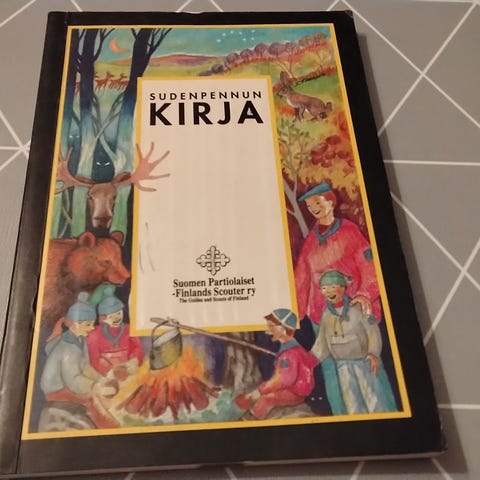 SUDENPENNUN
KIRJA
Suomen Partiolaiset
-Finlands Scouter ry
The Guides and Scouts of Finland